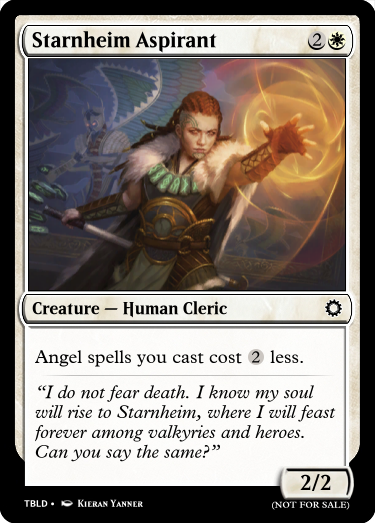 Starnheim Aspirant 2
Creature — Human Cleric
Angel spells you cast cost 2 less.
“I do not fear death. I know my soul
will rise to Starnheim, where I will feast
forever among valkyries and heroes.
Can you say the same?”
2/2
TBLD • Kieran Yanner
(NOT FOR SALE)